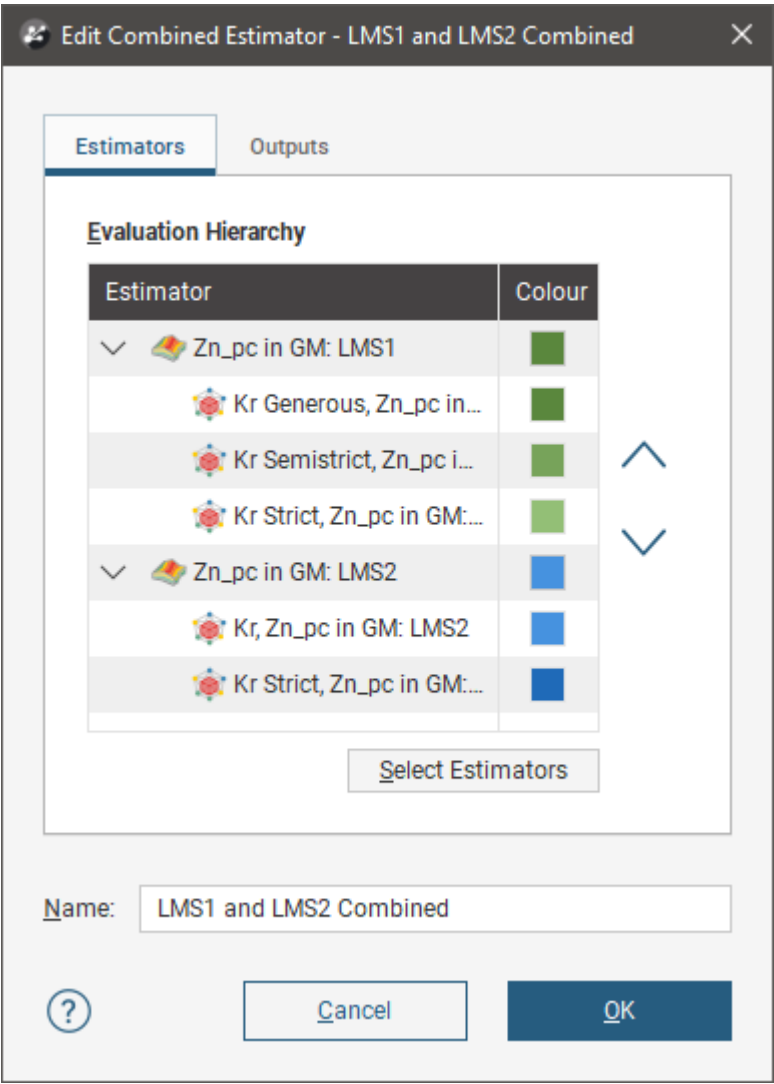 Edit Combined Estimator - LMS1 and LMS2 Combined
Estimators Outputs
Evaluation Hierarchy
Estimator Colour
Zn_pc in GM: LMS1
Kr Generous, Zn_pc in...
Kr Semistrict, Zn_pc i...
Kr Strict, Zn_pc in GM:...
Zn_pc in GM: LMS2
Kr, Zn_pc in GM: LMS2
Kr Strict, Zn_pc in GM:...
Select Estimators
Name: LMS1 and LMS2 Combined
? Cancel OK